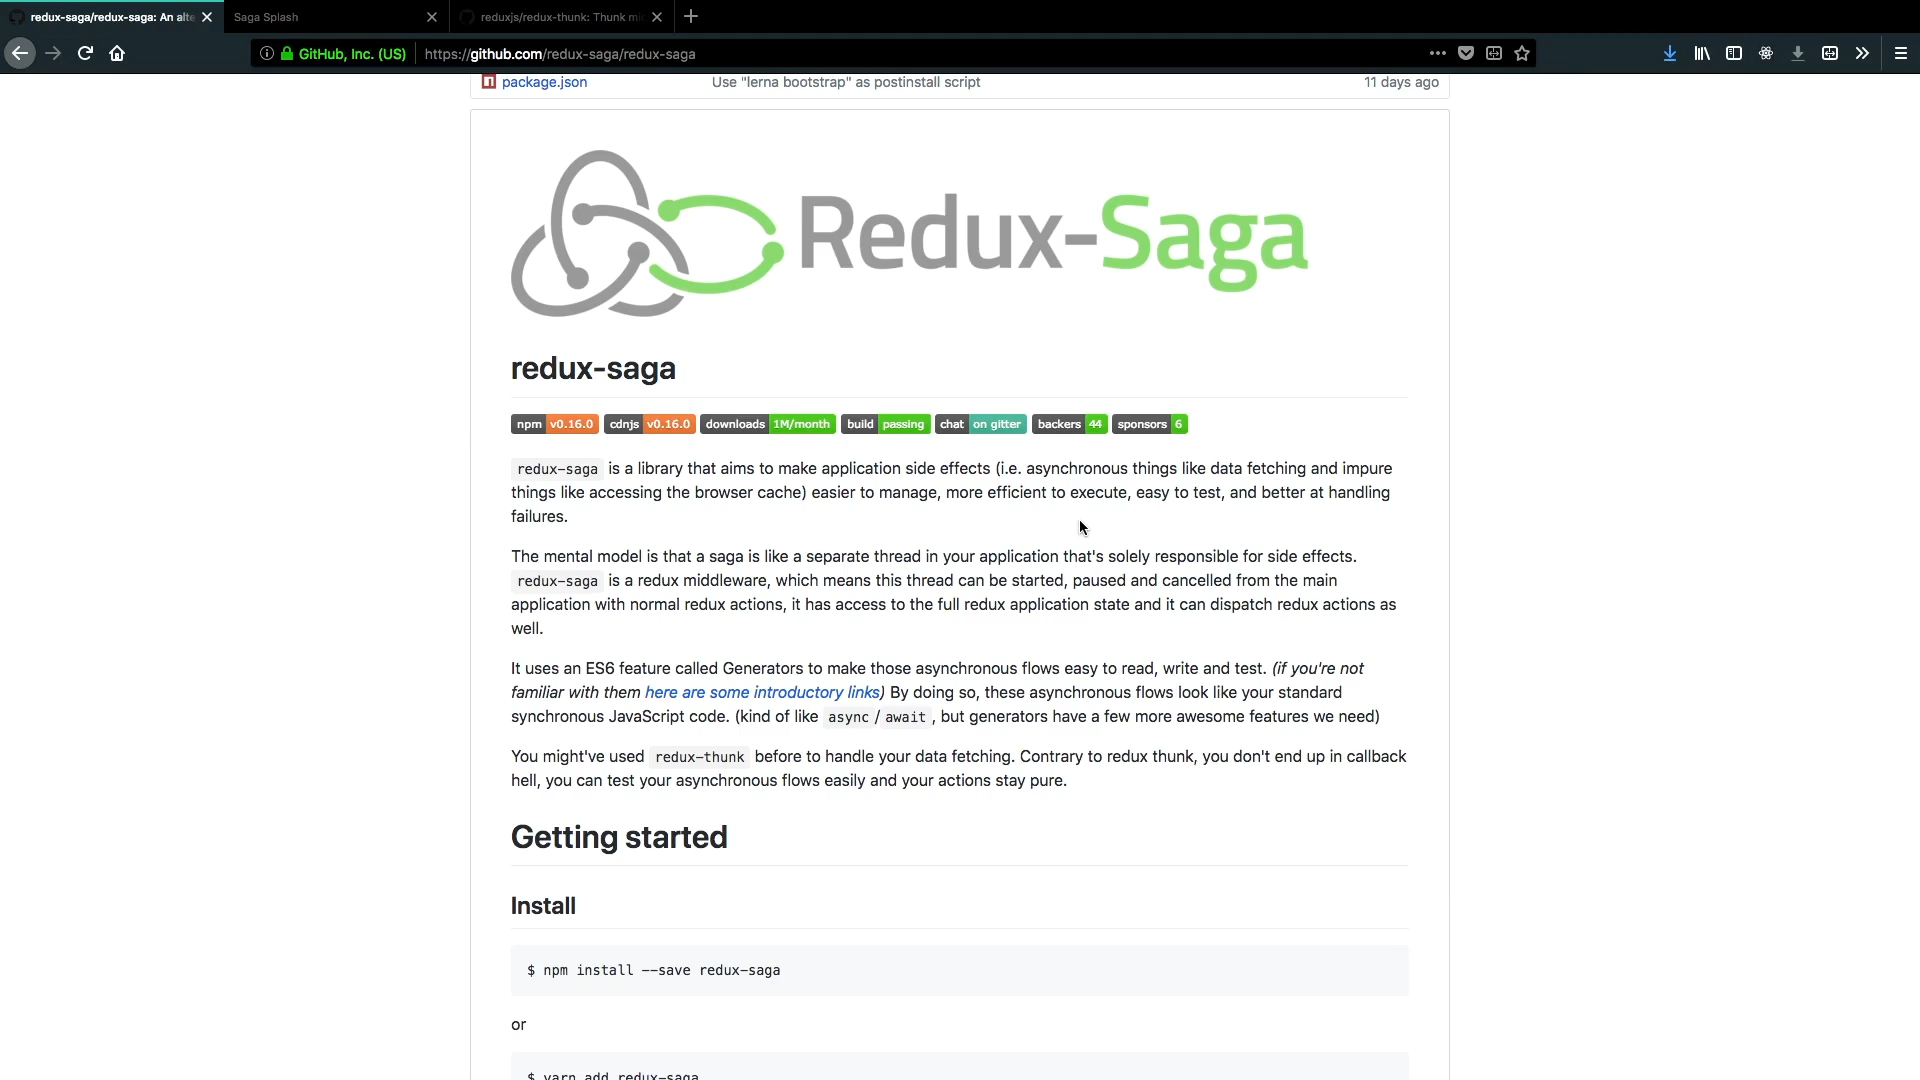 redux-saga/redux-saga: An alte
Saga Splash
reduxjs/redux-thunk: Thunk mi
GitHub, Inc. (US)
https://github.com/redux-saga/redux-saga
package.json
Use "lerna bootstrap" as postinstall script
11 days ago
Redux-Saga
redux-saga
npm v0.16.0
cdnjs v0.16.0
downloads 1M/month
build passing
chat on gitter
backers 44
sponsors 6
redux-saga is a library that aims to make application side effects (i.e. asynchronous things like data fetching and impure
things like accessing the browser cache) easier to manage, more efficient to execute, easy to test, and better at handling
failures.
The mental model is that a saga is like a separate thread in your application that's solely responsible for side effects.
redux-saga is a redux middleware, which means this thread can be started, paused and cancelled from the main
application with normal redux actions, it has access to the full redux application state and it can dispatch redux actions as
well.
It uses an ES6 feature called Generators to make those asynchronous flows easy to read, write and test. (if you're not
familiar with them here are some introductory links) By doing so, these asynchronous flows look like your standard
synchronous JavaScript code. (kind of like async / await , but generators have a few more awesome features we need)
You might've used redux-thunk before to handle your data fetching. Contrary to redux thunk, you don't end up in callback
hell, you can test your asynchronous flows easily and your actions stay pure.
Getting started
Install
$ npm install --save redux-saga
or
$ yarn add redux-saga